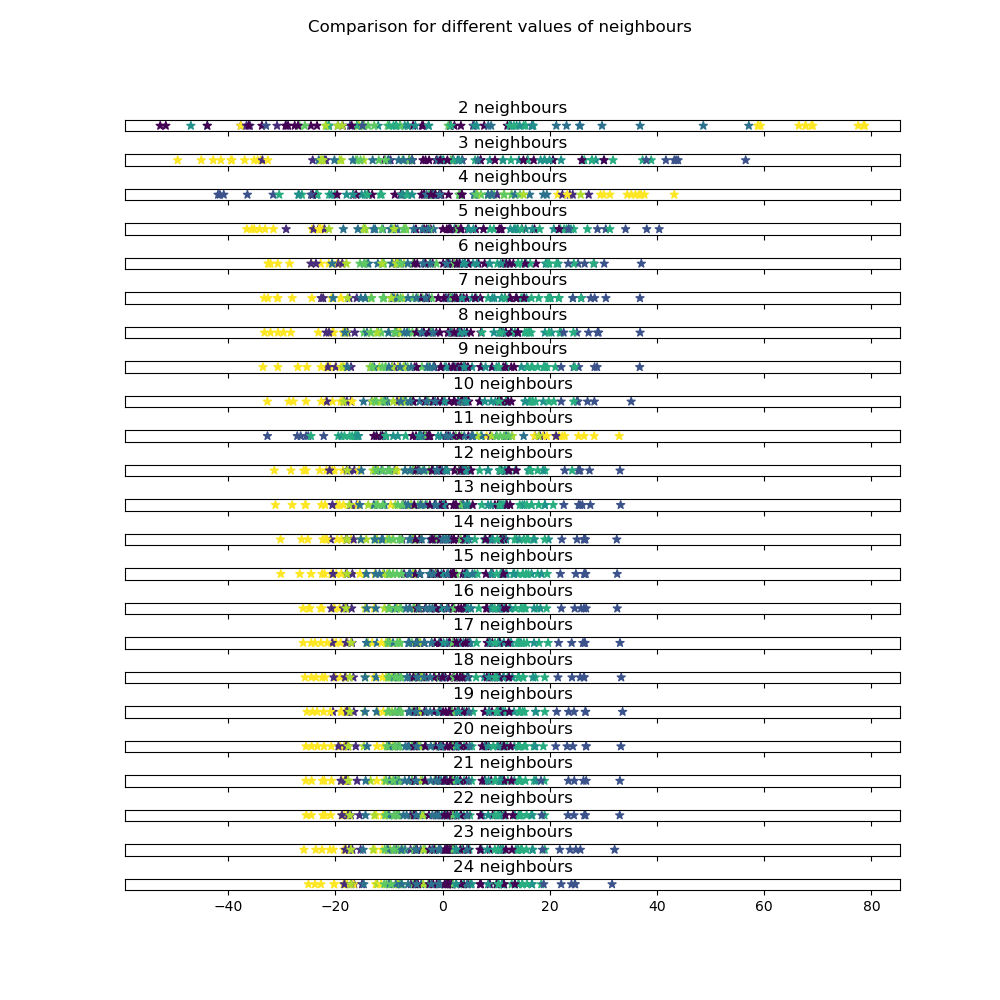 Comparison for different values of neighbours
2 neighbours
3 neighbours
4 neighbours
5 neighbours
6 neighbours
7 neighbours
8 neighbours
9 neighbours
10 neighbours
11 neighbours
12 neighbours
13 neighbours
14 neighbours
15 neighbours
16 neighbours
17 neighbours
18 neighbours
19 neighbours
20 neighbours
21 neighbours
22 neighbours
23 neighbours
24 neighbours
−40 −20 0 20 40 60 80